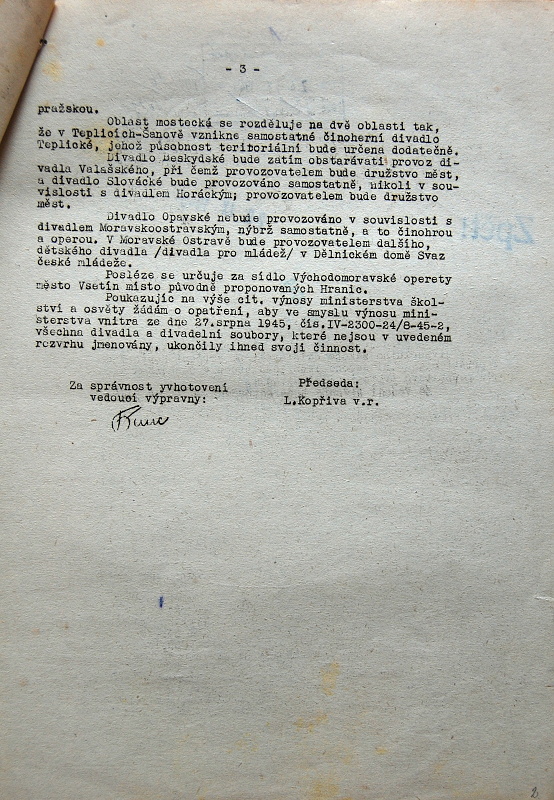 - 3 -
pražskou.
Oblast mostecká se rozděluje na dvě oblasti tak,
že v Teplicích-Šanově vznikne samostatné činoherní divadlo
Teplické, jehož působnost teritoriální bude určena dodatečně.
Divadlo Beskydské bude zatím obstarávati provoz di-
vadla Valašského, při čemž provozovatelem bude družstvo měst,
a divadlo Slovácké bude provozováno samostatně, nikoli v sou-
vislosti s divadlem Horáckým; provozovatelem bude družstvo
měst.
Divadlo Opavské nebude provozováno v souvislosti s
divadlem Moravskoostravským, nýbrž samostatně, a to činohrou
a operou. V Moravské Ostravě bude provozovatelem dalšího,
dětského divadla /divadla pro mládež/ v Dělnickém domě Svaz
české mládeže.
Posléze se určuje za sídlo Východomoravské operety
město Vsetín místo původně proponovaných Hranic.
Poukazujíc na výše cit. výnosy ministerstva škol-
ství a osvěty žádám o opatření, aby ve smyslu výnosu mini-
sterstva vnitra ze dne 27.srpna 1945, čís.IV-2300-24/8-45-2,
všechna divadla a divadelní soubory, které nejsou v uvedeném
rozvrhu jmenovány, ukončily ihned svoji činnost.
Za správnost yvhotovení
vedoucí výpravny:
Předseda:
L.Kopřiva v.r.
2